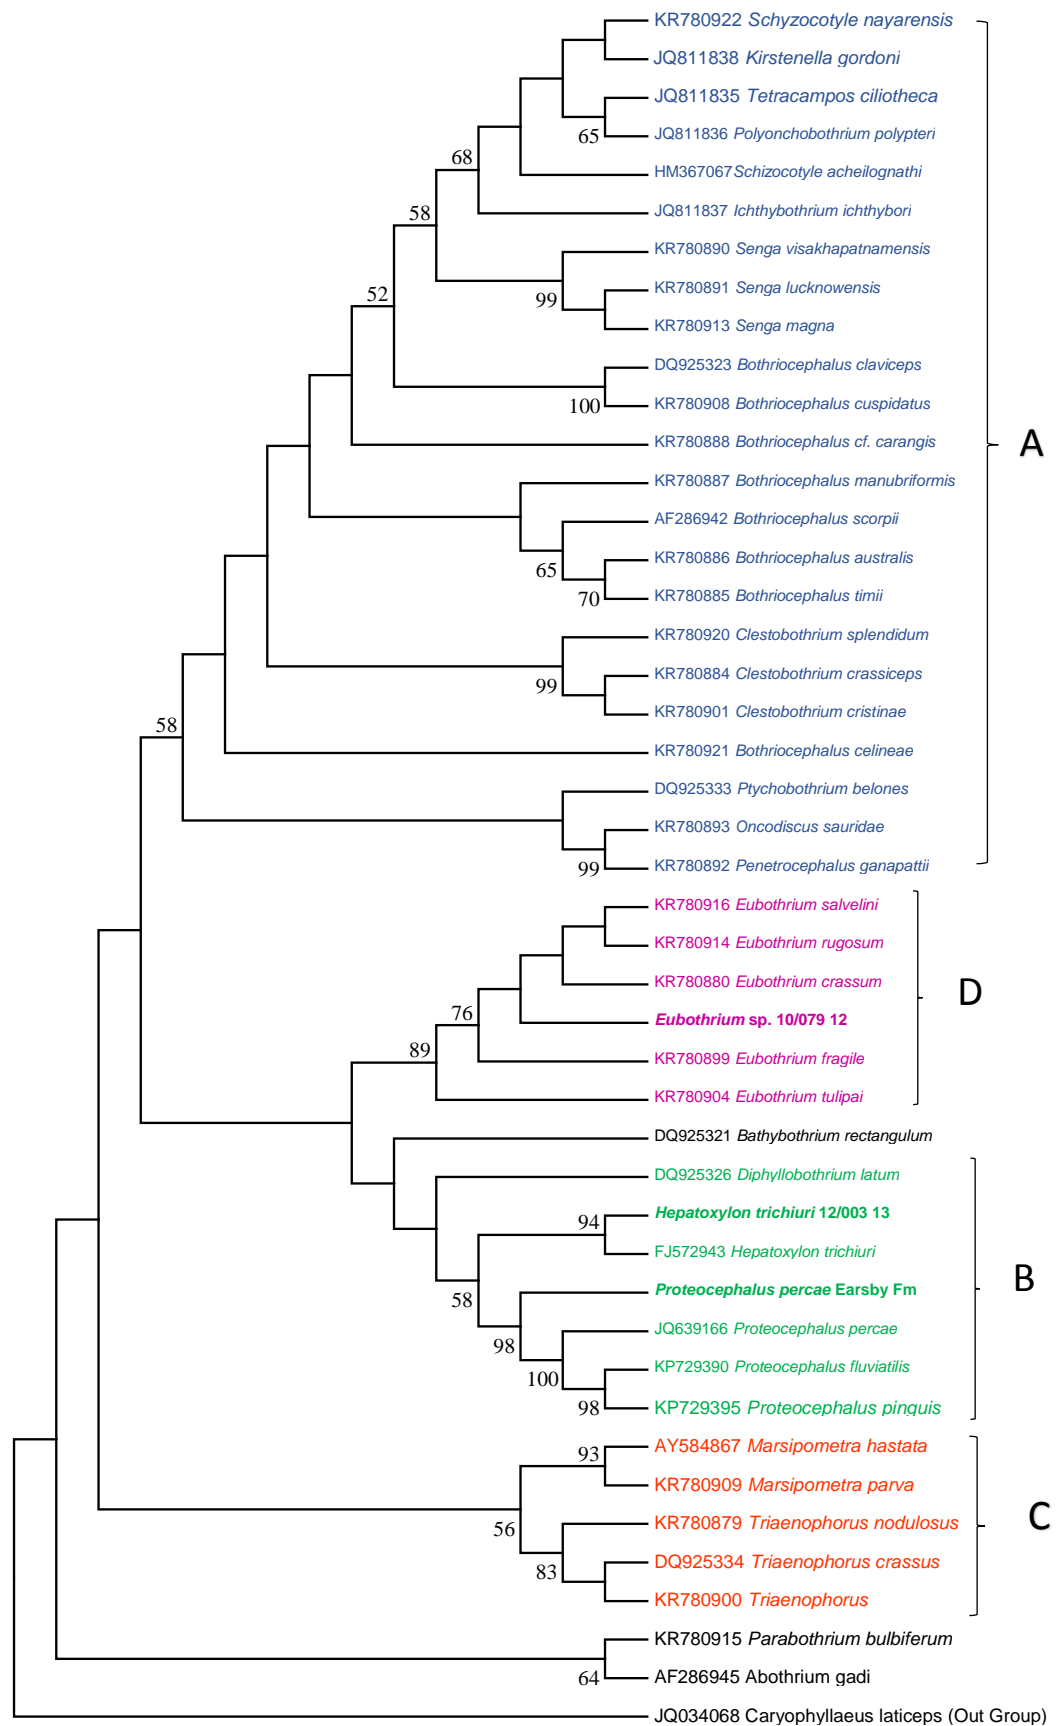 KR780922 Schyzocotyle nayarensis
JQ811838 Kirstenella gordoni
JQ811835 Tetracampos ciliotheca
65
JQ811836 Polyonchobothrium polypteri
68
HM367067Schizocotyle acheilognathi
58
JQ811837 Ichthybothrium ichthybori
KR780890 Senga visakhapatnamensis
52
99
KR780891 Senga lucknowensis
KR780913 Senga magna
DQ925323 Bothriocephalus claviceps
100
KR780908 Bothriocephalus cuspidatus
KR780888 Bothriocephalus cf. carangis
A
KR780887 Bothriocephalus manubriformis
AF286942 Bothriocephalus scorpii
65
KR780886 Bothriocephalus australis
70
KR780885 Bothriocephalus timii
KR780920 Clestobothrium splendidum
99
KR780884 Clestobothrium crassiceps
KR780901 Clestobothrium cristinae
58
KR780921 Bothriocephalus celineae
DQ925333 Ptychobothrium belones
KR780893 Oncodiscus sauridae
99
KR780892 Penetrocephalus ganapattii
KR780916 Eubothrium salvelini
KR780914 Eubothrium rugosum
KR780880 Eubothrium crassum
D
76
Eubothrium sp. 10/079 12
89
KR780899 Eubothrium fragile
KR780904 Eubothrium tulipai
DQ925321 Bathybothrium rectangulum
DQ925326 Diphyllobothrium latum
94
Hepatoxylon trichiuri 12/003 13
FJ572943 Hepatoxylon trichiuri
B
58
Proteocephalus percae Earsby Fm
98
JQ639166 Proteocephalus percae
100
KP729390 Proteocephalus fluviatilis
98
KP729395 Proteocephalus pinguis
93
AY584867 Marsipometra hastata
KR780909 Marsipometra parva
56
KR780879 Triaenophorus nodulosus
C
83
DQ925334 Triaenophorus crassus
KR780900 Triaenophorus
KR780915 Parabothrium bulbiferum
64
AF286945 Abothrium gadi
JQ034068 Caryophyllaeus laticeps (Out Group)